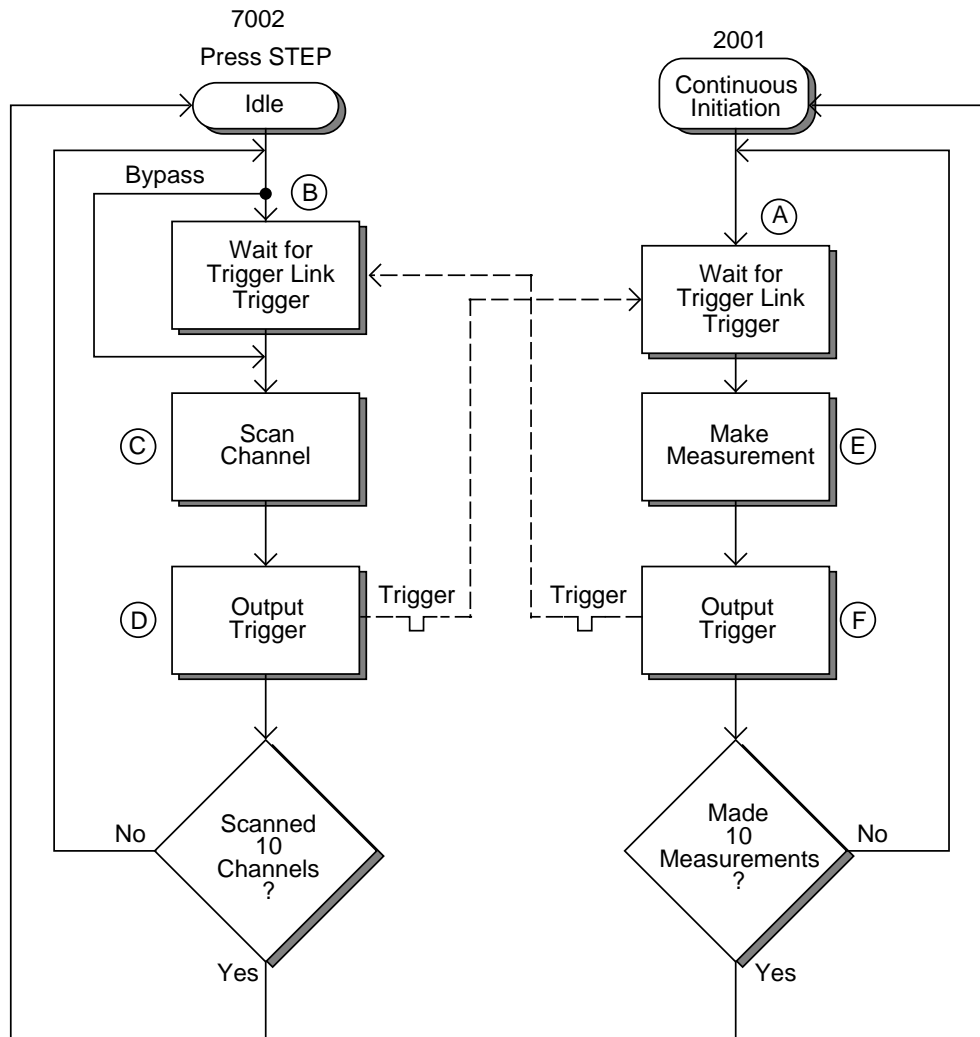 7002
Press STEP
Idle
Bypass
B
Wait for
Trigger Link
Trigger
C
Scan
Channel
D
Output
Trigger
Trigger
No
Scanned
10
Channels
?
Yes
2001
Continuous
Initiation
A
Wait for
Trigger Link
Trigger
Make
Measurement
E
Trigger
Output
Trigger
F
Made
10
Measurements
?
No
Yes